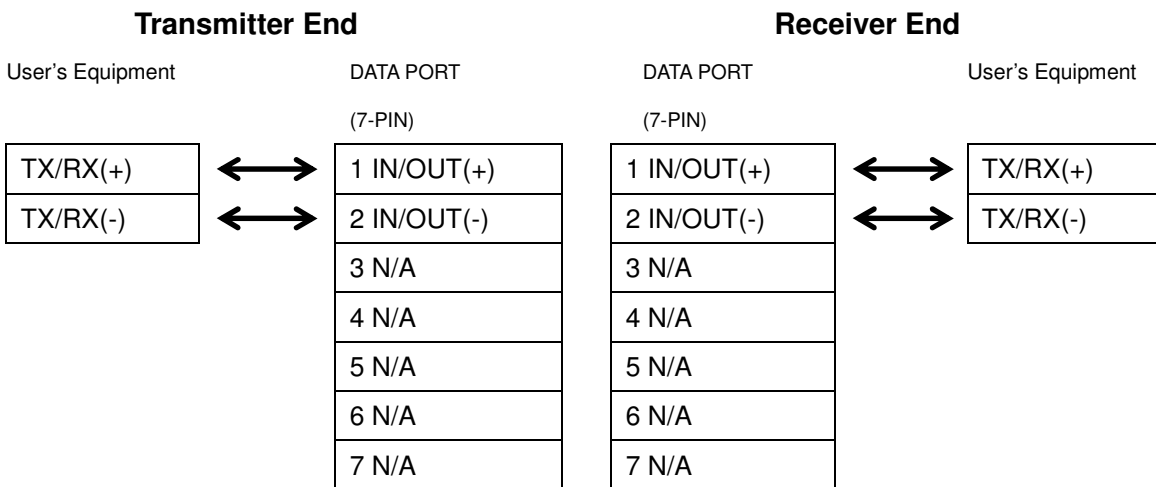 Transmitter End Receiver End
User's Equipment DATA PORT DATA PORT User's Equipment
(7-PIN) (7-PIN)
TX/RX(+) 1 IN/OUT(+) 1 IN/OUT(+) TX/RX(+)
TX/RX(-) 2 IN/OUT(-) 2 IN/OUT(-) TX/RX(-)
3 N/A 3 N/A
4 N/A 4 N/A
5 N/A 5 N/A
6 N/A 6 N/A
7 N/A 7 N/A